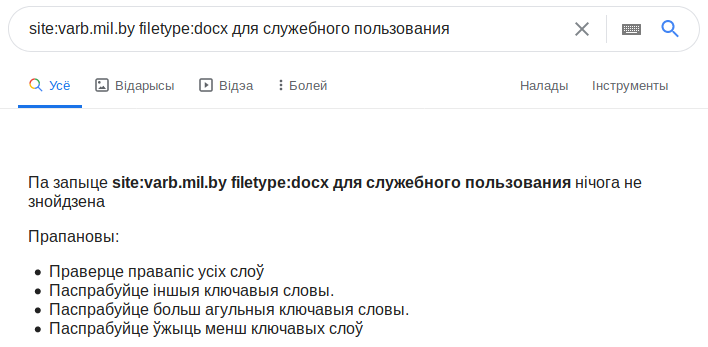 site:varb.mil.by filetype:docx для служебного пользования
Усё Відарысы Відэа Болей Налады Інструменты
Па запыце site:varb.mil.by filetype:docx для служебного пользования нічога не
знойдзена
Прапановы:
Праверце правапіс усіх слоў
Паспрабуйце іншыя ключавыя словы.
Паспрабуйце больш агульныя ключавыя словы.
Паспрабуйце ўжыць менш ключавых слоў